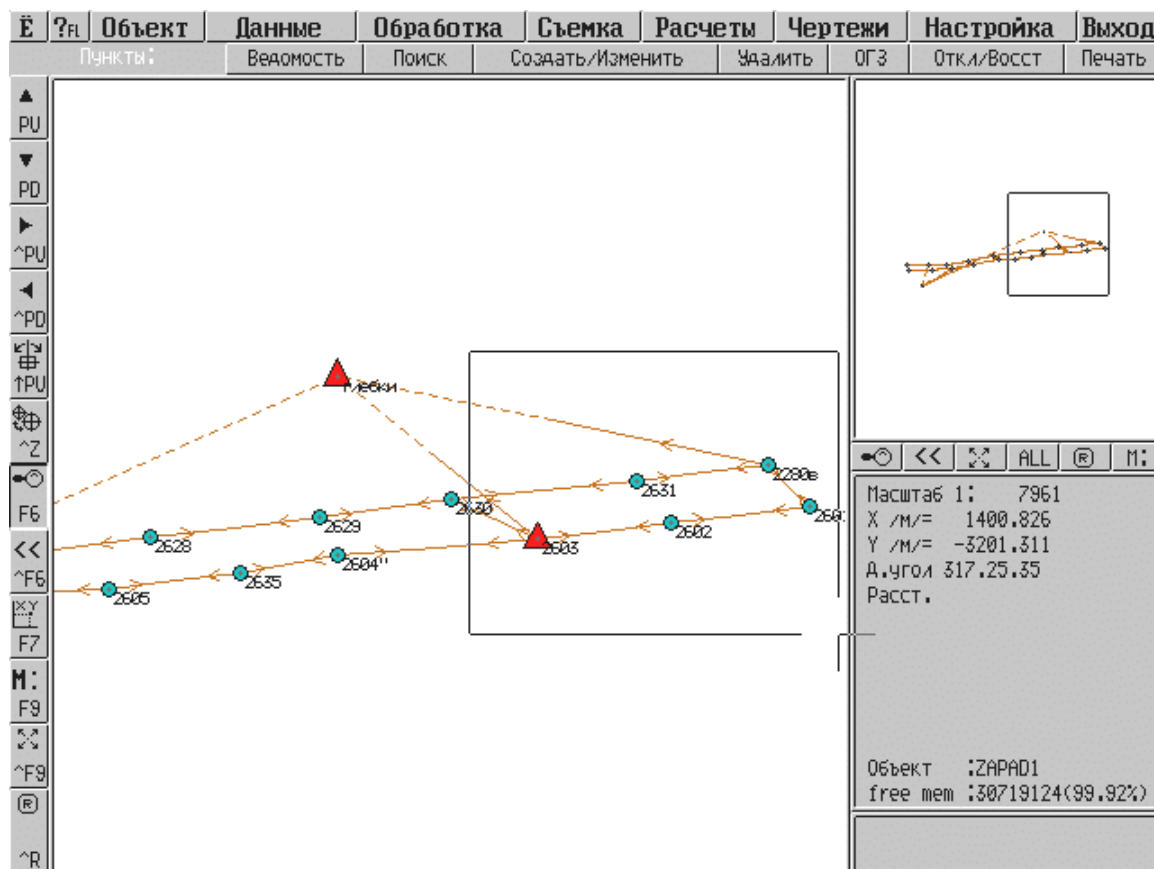 Ё ?FL Объект Данные Обработка Съемка Расчеты Чертежи Настройка Выход
Пункты: Ведомость Поиск Создать/Изменить Удалить ОГЗ Откл/Восст Печать
PU
PD
^PU
^PD
↑PU
^Z
F6
<<
^F6
XY
F7
М:
F9
^F9
®
^R
Глебки
2280в
2631
2630
2629
2628
2602
2603
2604"
2635
2605
<< ALL ® М:
Масштаб 1: 7961
X /м/= 1400.826
Y /м/= -3201.311
Д.угол 317.25.35
Расст.
Объект :ZAPAD1
free mem :30719124(99.92%)